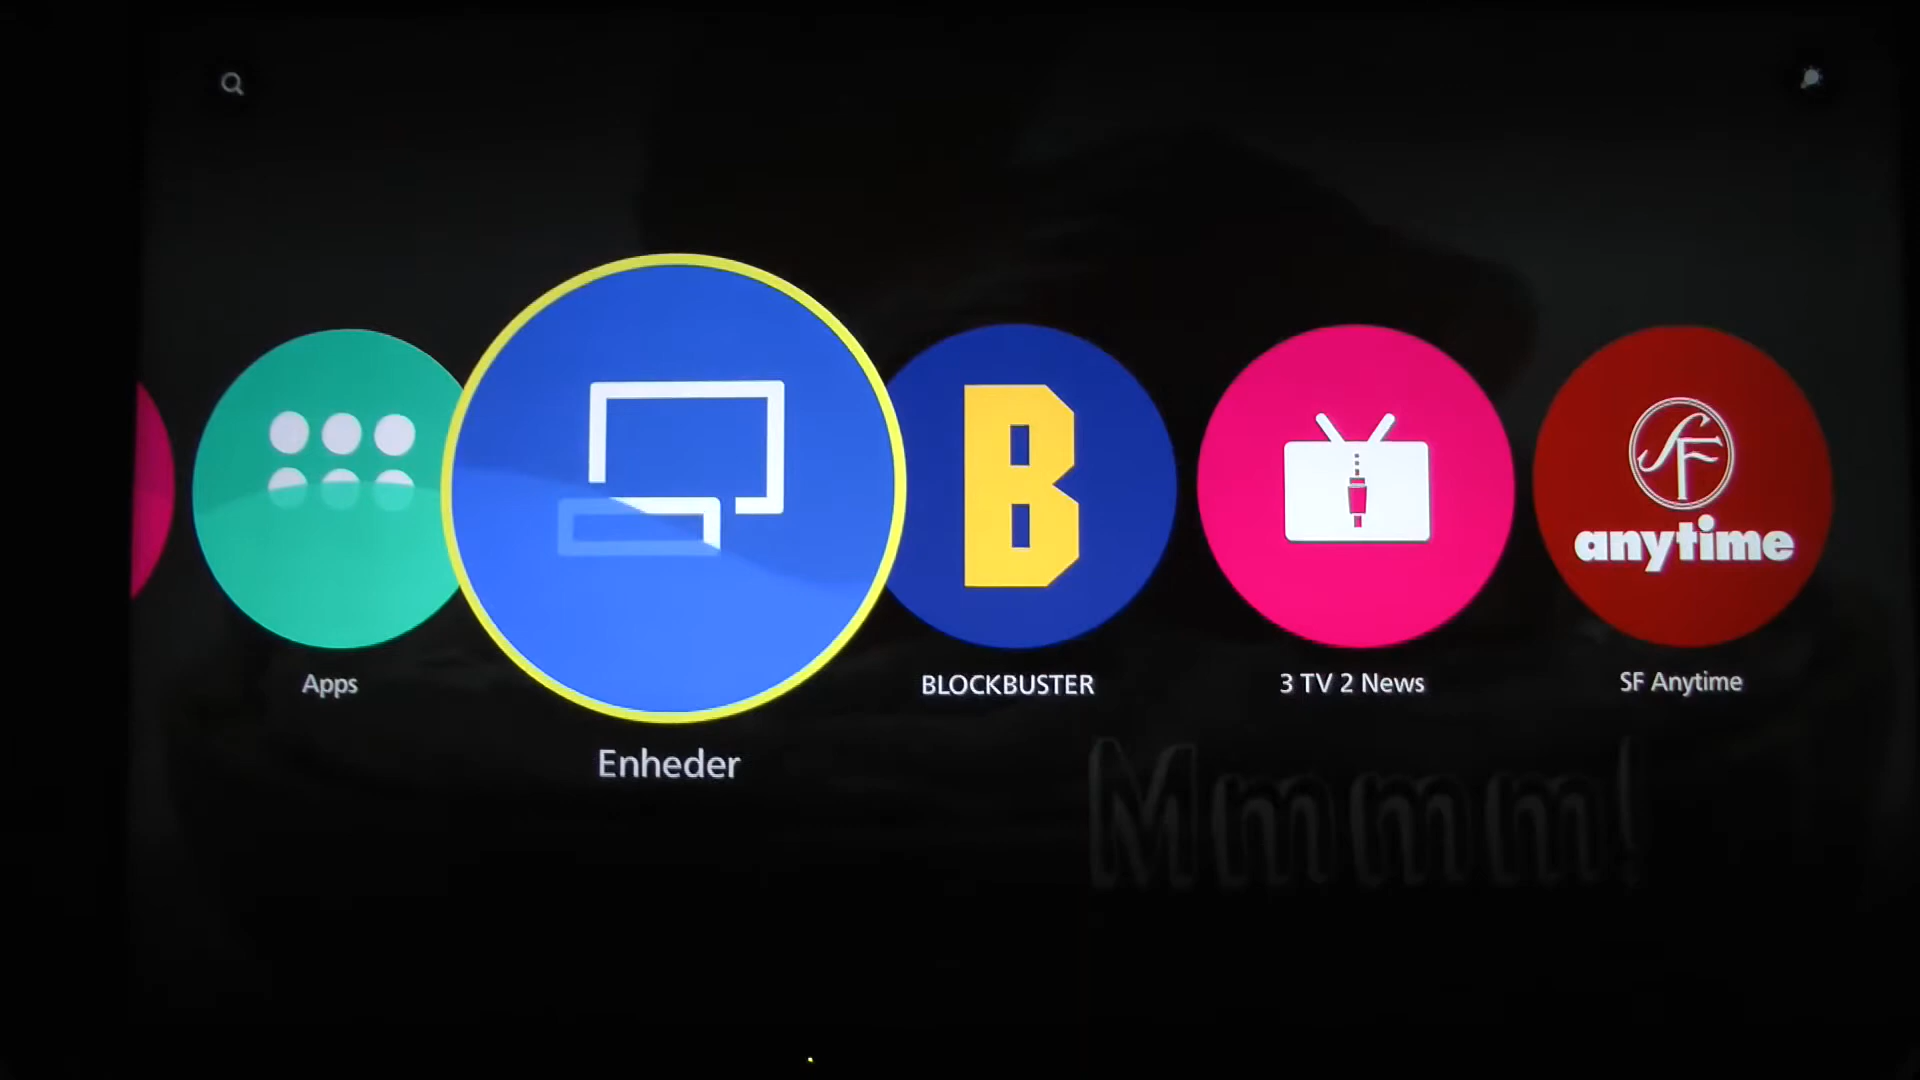 B
SF
anytime
Apps
BLOCKBUSTER
3 TV 2 News
SF Anytime
Enheder
Mmmm!